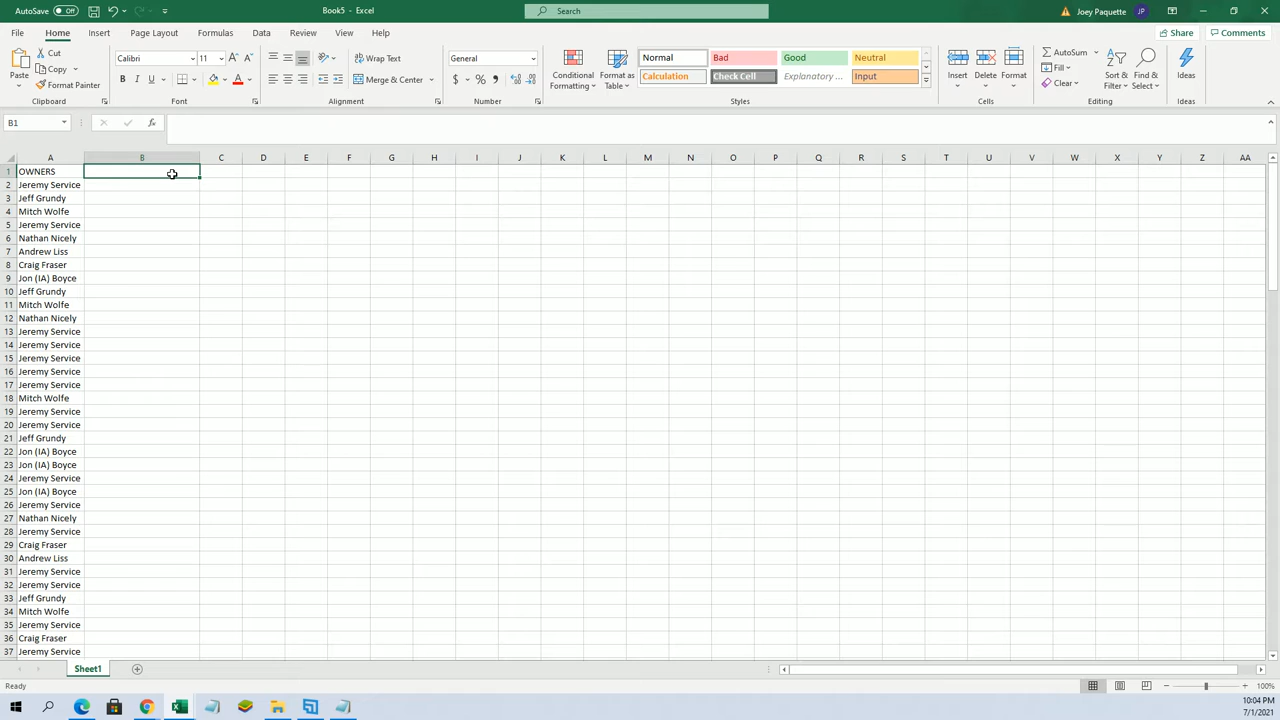 AutoSave Off Book5 - Excel Search Joey Paquette JP
File Home Insert Page Layout Formulas Data Review View Help Share Comments
Paste Cut Copy Format Painter Clipboard
Calibri 11 A A B I U A Font
Wrap Text Merge & Center Alignment
General $ % Number
Conditional Formatting Format as Table
Normal Bad Good Neutral
Calculation Check Cell Explanatory ... Input
Styles
Insert Delete Format Cells
AutoSum Fill Clear Sort & Filter Find & Select Editing
Ideas Ideas
B1 fx
A B C D E F G H I J K L M N O P Q R S T U V W X Y Z AA
1 OWNERS
2 Jeremy Service
3 Jeff Grundy
4 Mitch Wolfe
5 Jeremy Service
6 Nathan Nicely
7 Andrew Liss
8 Craig Fraser
9 Jon (IA) Boyce
10 Jeff Grundy
11 Mitch Wolfe
12 Nathan Nicely
13 Jeremy Service
14 Jeremy Service
15 Jeremy Service
16 Jeremy Service
17 Jeremy Service
18 Mitch Wolfe
19 Jeremy Service
20 Jeremy Service
21 Jeff Grundy
22 Jon (IA) Boyce
23 Jon (IA) Boyce
24 Jeremy Service
25 Jon (IA) Boyce
26 Jeremy Service
27 Nathan Nicely
28 Jeremy Service
29 Craig Fraser
30 Andrew Liss
31 Jeremy Service
32 Jeremy Service
33 Jeff Grundy
34 Mitch Wolfe
35 Jeremy Service
36 Craig Fraser
37 Jeremy Service
Sheet1
Ready 100%
10:04 PM
7/1/2021